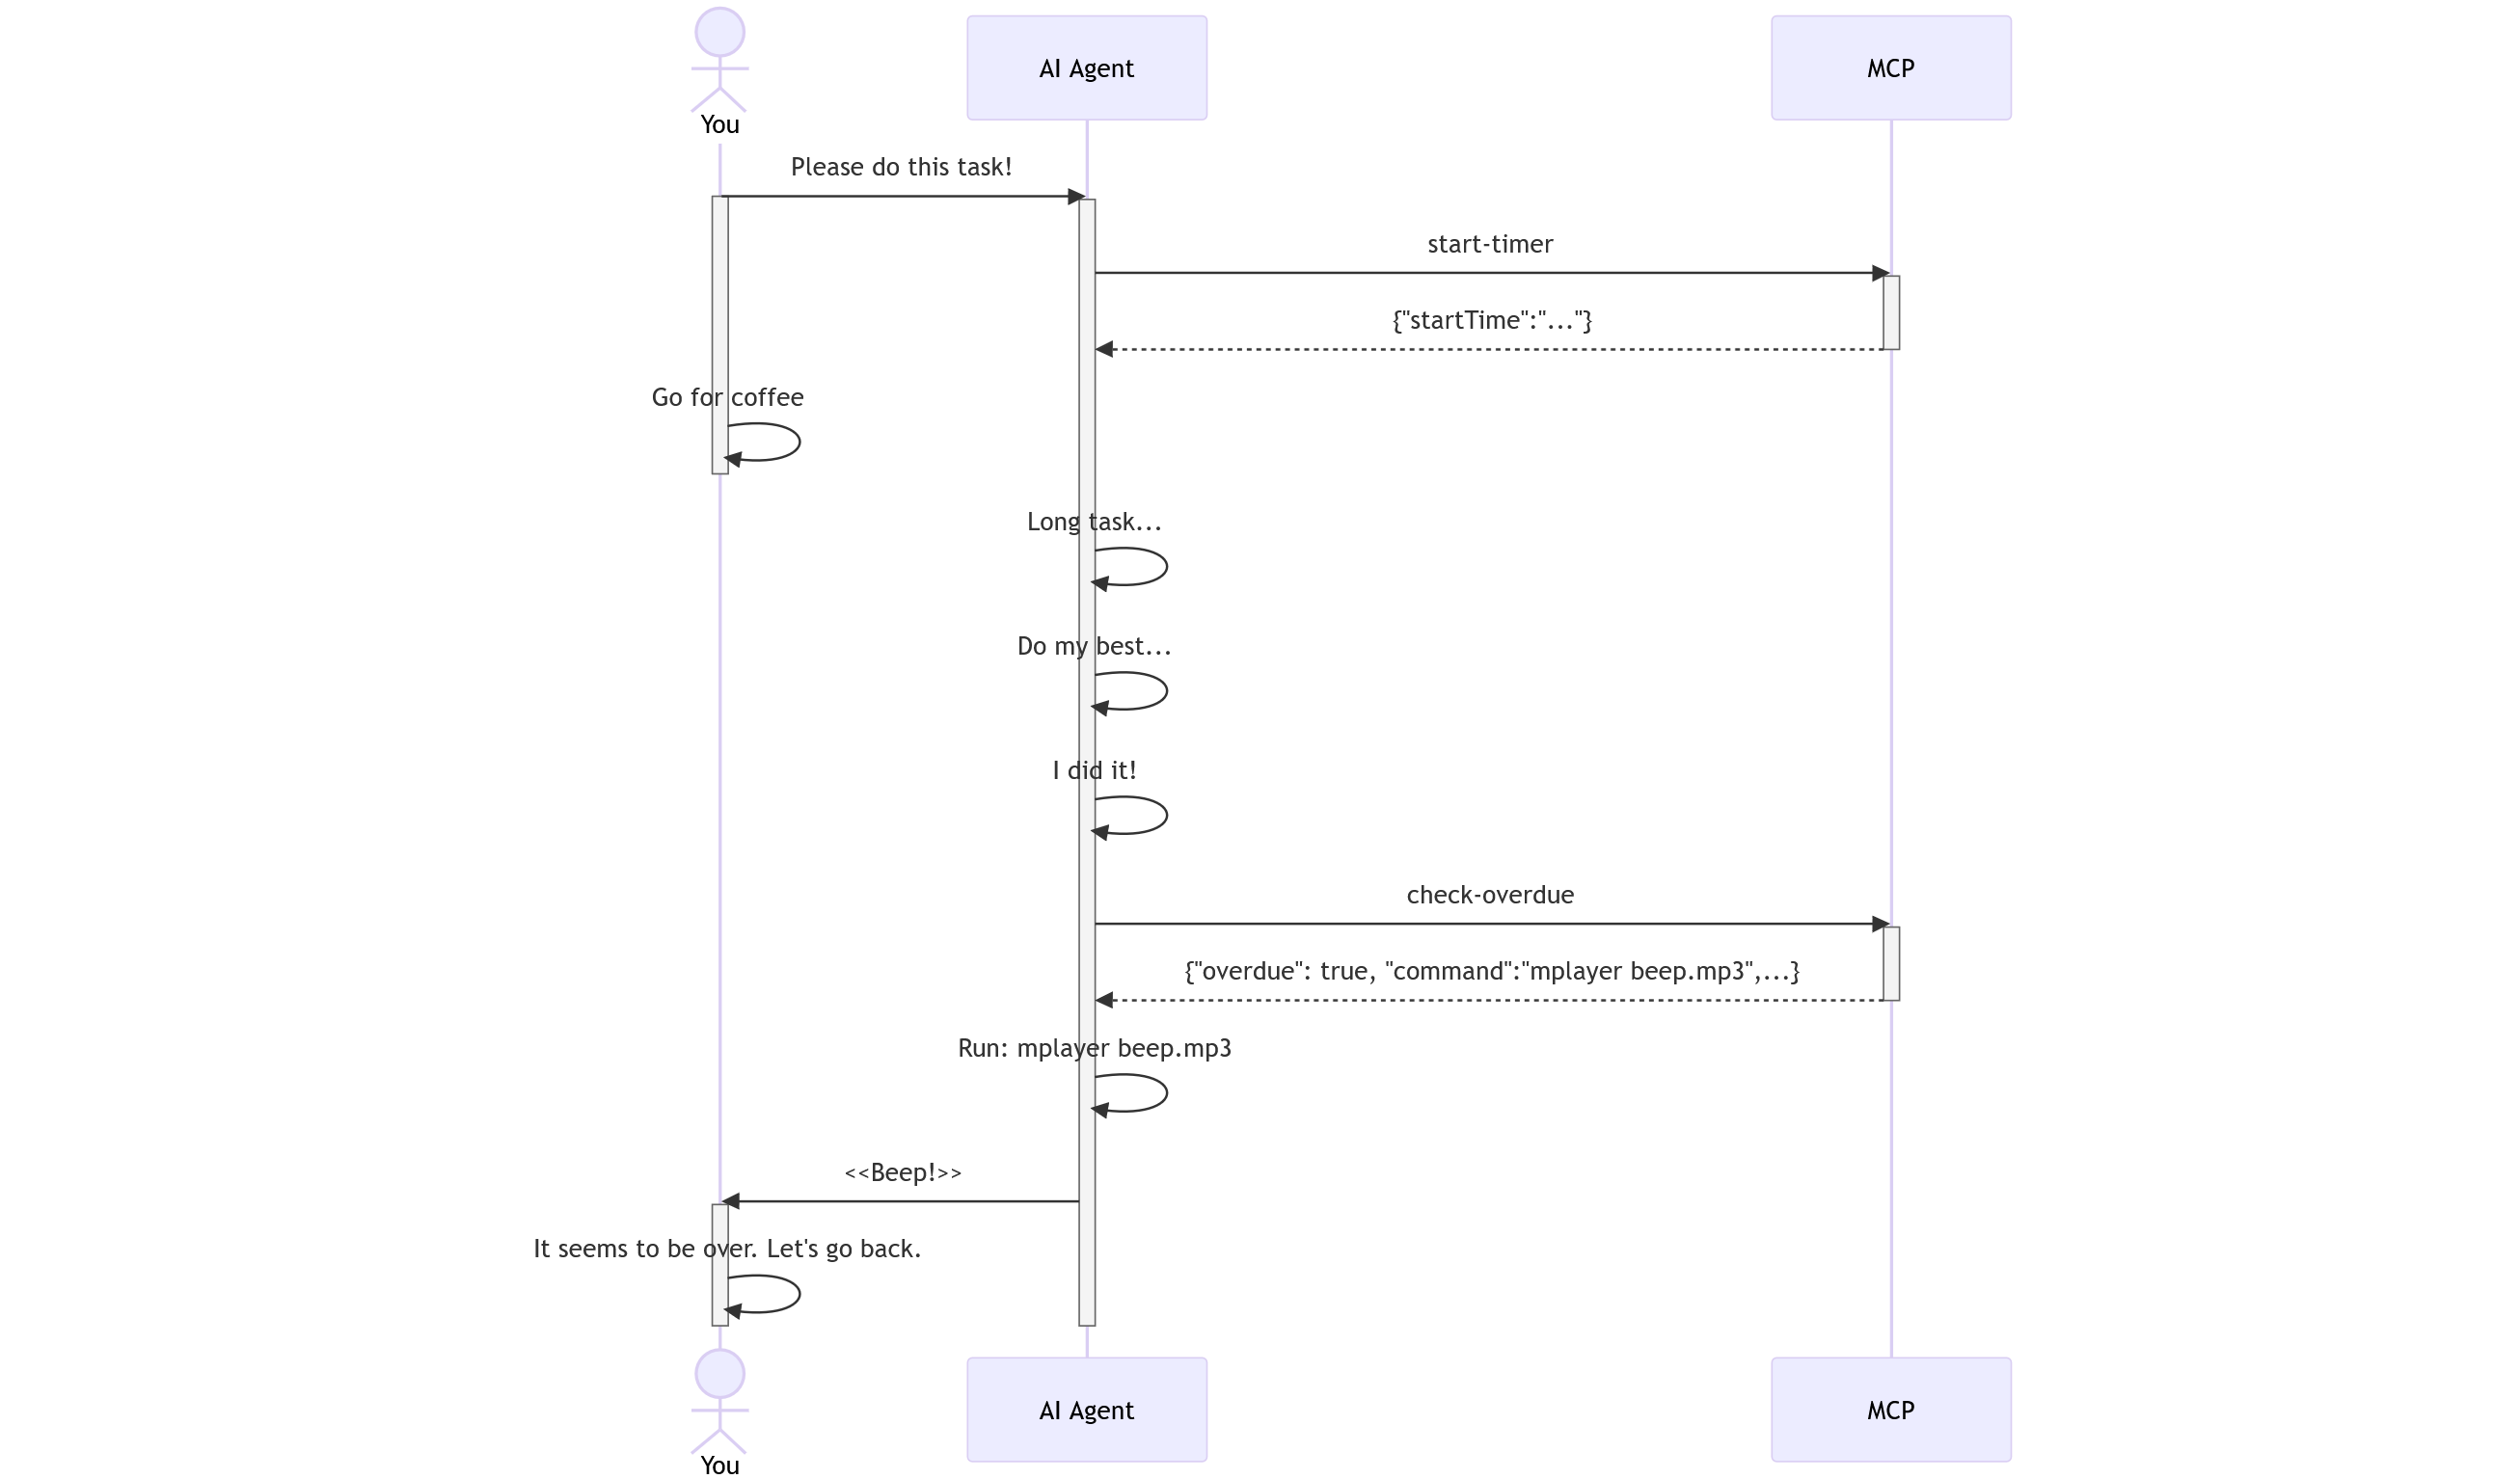 You
AI Agent
MCP
Please do this task!
start-timer
{"startTime":"..."}
Go for coffee
Long task...
Do my best...
I did it!
check-overdue
{"overdue": true, "command":"mplayer beep.mp3",...}
Run: mplayer beep.mp3
<<Beep!>>
It seems to be over. Let's go back.
You
AI Agent
MCP